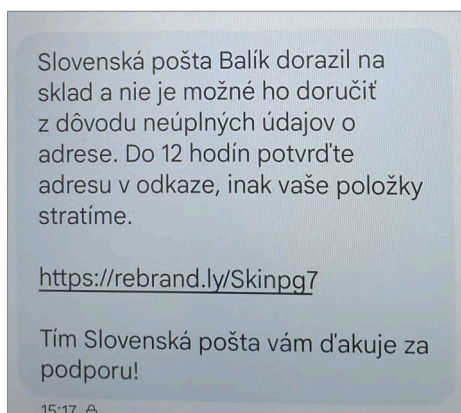 Slovenská pošta Balík dorazil na
sklad a nie je možné ho doručiť
z dôvodu neúplných údajov o
adrese. Do 12 hodín potvrďte
adresu v odkaze, inak vaše položky
stratíme.
https://rebrand.ly/Skinpg7
Tím Slovenská pošta vám ďakuje za
podporu!
15:17